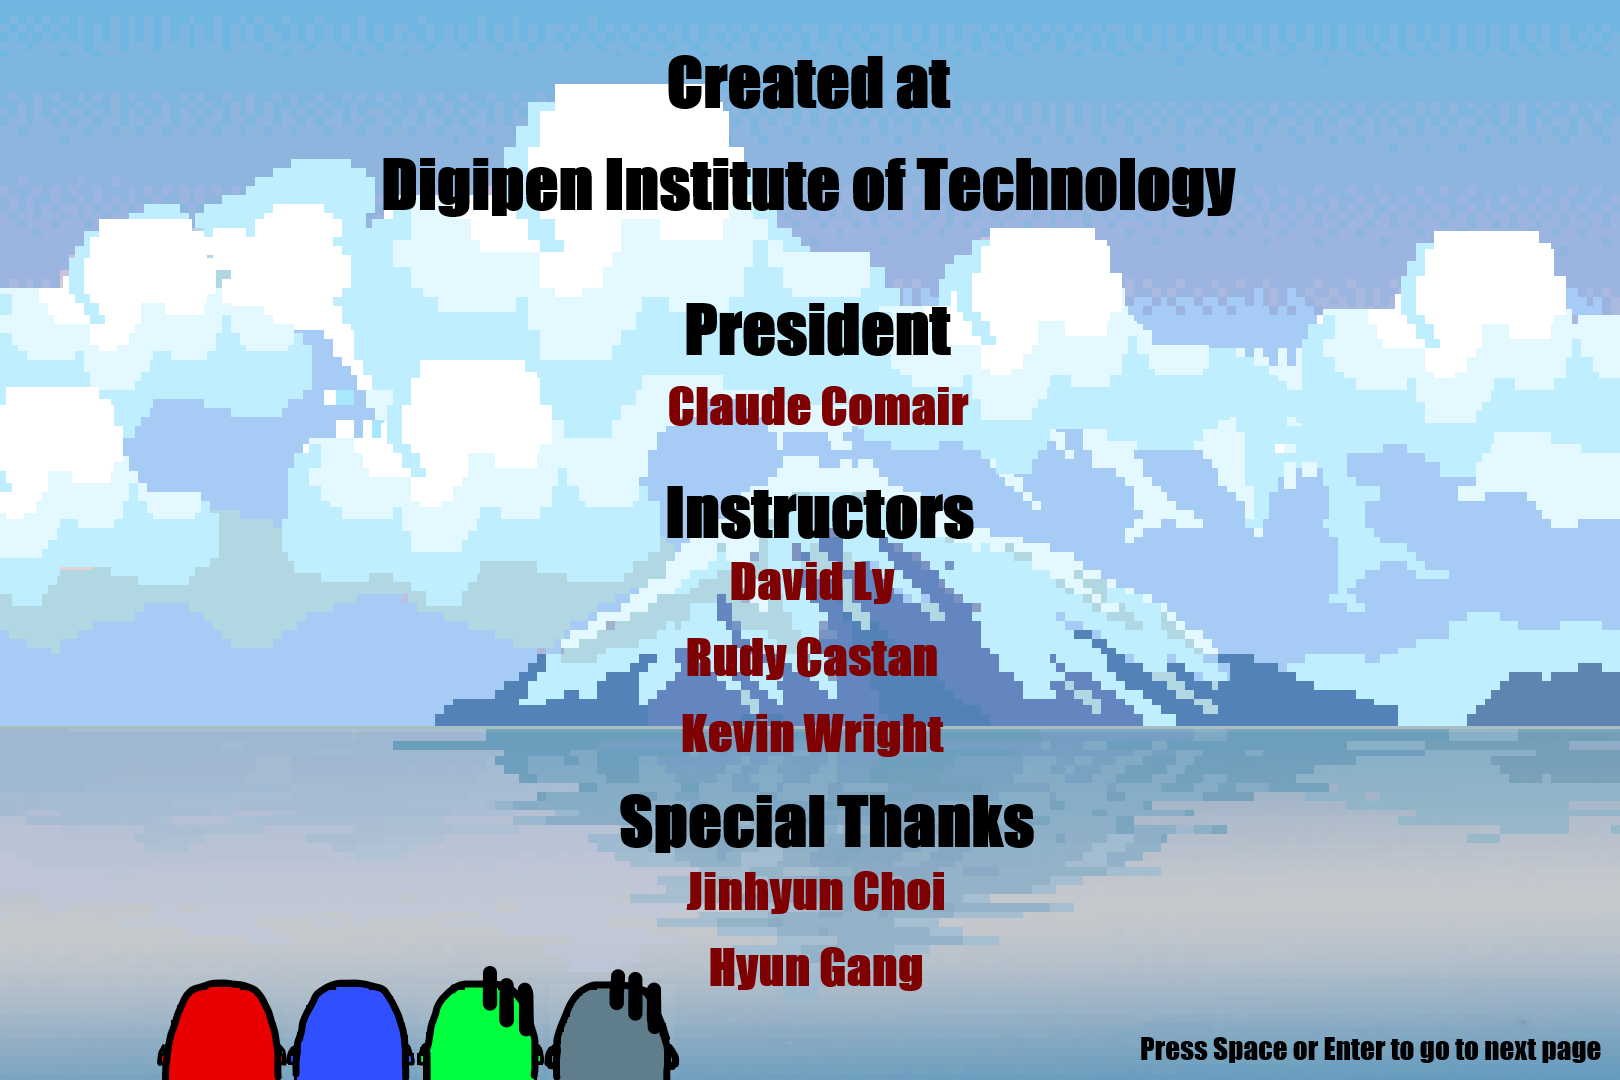 Created at
Digipen Institute of Technology
President
Claude Comair
Instructors
David Ly
Rudy Castan
Kevin Wright
Special Thanks
Jinhyun Choi
Hyun Gang
Press Space or Enter to go to next page